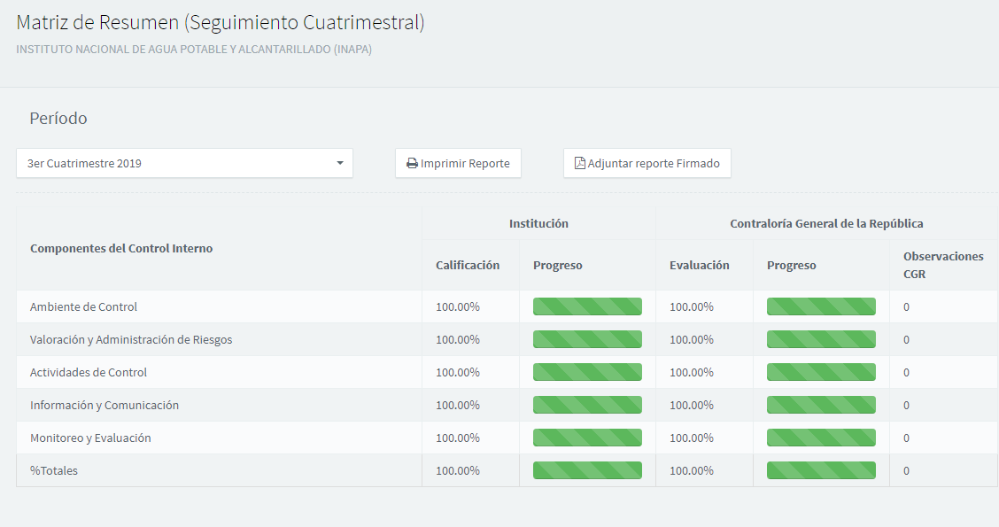 Matriz de Resumen (Seguimiento Cuatrimestral)
INSTITUTO NACIONAL DE AGUA POTABLE Y ALCANTARILLADO (INAPA)
Período
3er Cuatrimestre 2019
Imprimir Reporte
Adjuntar reporte Firmado
Componentes del Control Interno
Institución
Contraloría General de la República
Calificación
Progreso
Evaluación
Progreso
Observaciones
CGR
Ambiente de Control 100.00% 100.00% 0
Valoración y Administración de Riesgos 100.00% 100.00% 0
Actividades de Control 100.00% 100.00% 0
Información y Comunicación 100.00% 100.00% 0
Monitoreo y Evaluación 100.00% 100.00% 0
%Totales 100.00% 100.00% 0